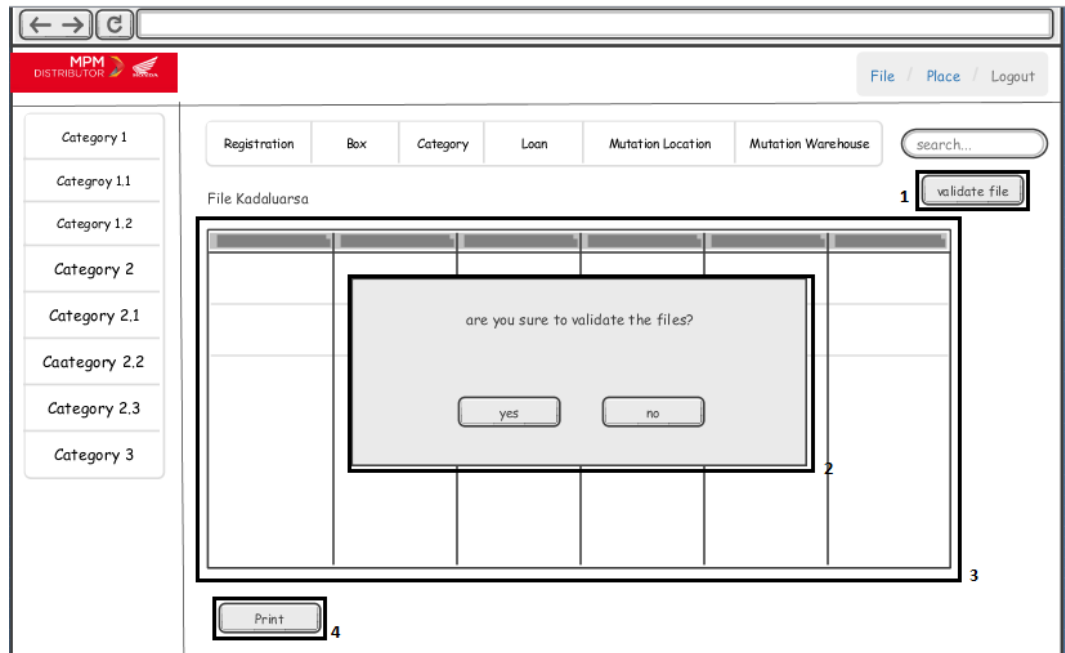 MPM
DISTRIBUTOR HONDA
File / Place / Logout
Category 1
Categroy 1.1
Category 1.2
Category 2
Category 2.1
Caategory 2.2
Category 2.3
Category 3
Registration Box Category Loan Mutation Location Mutation Warehouse
search...
1 validate file
File Kadaluarsa
are you sure to validate the files?
yes no
2
3
Print
4